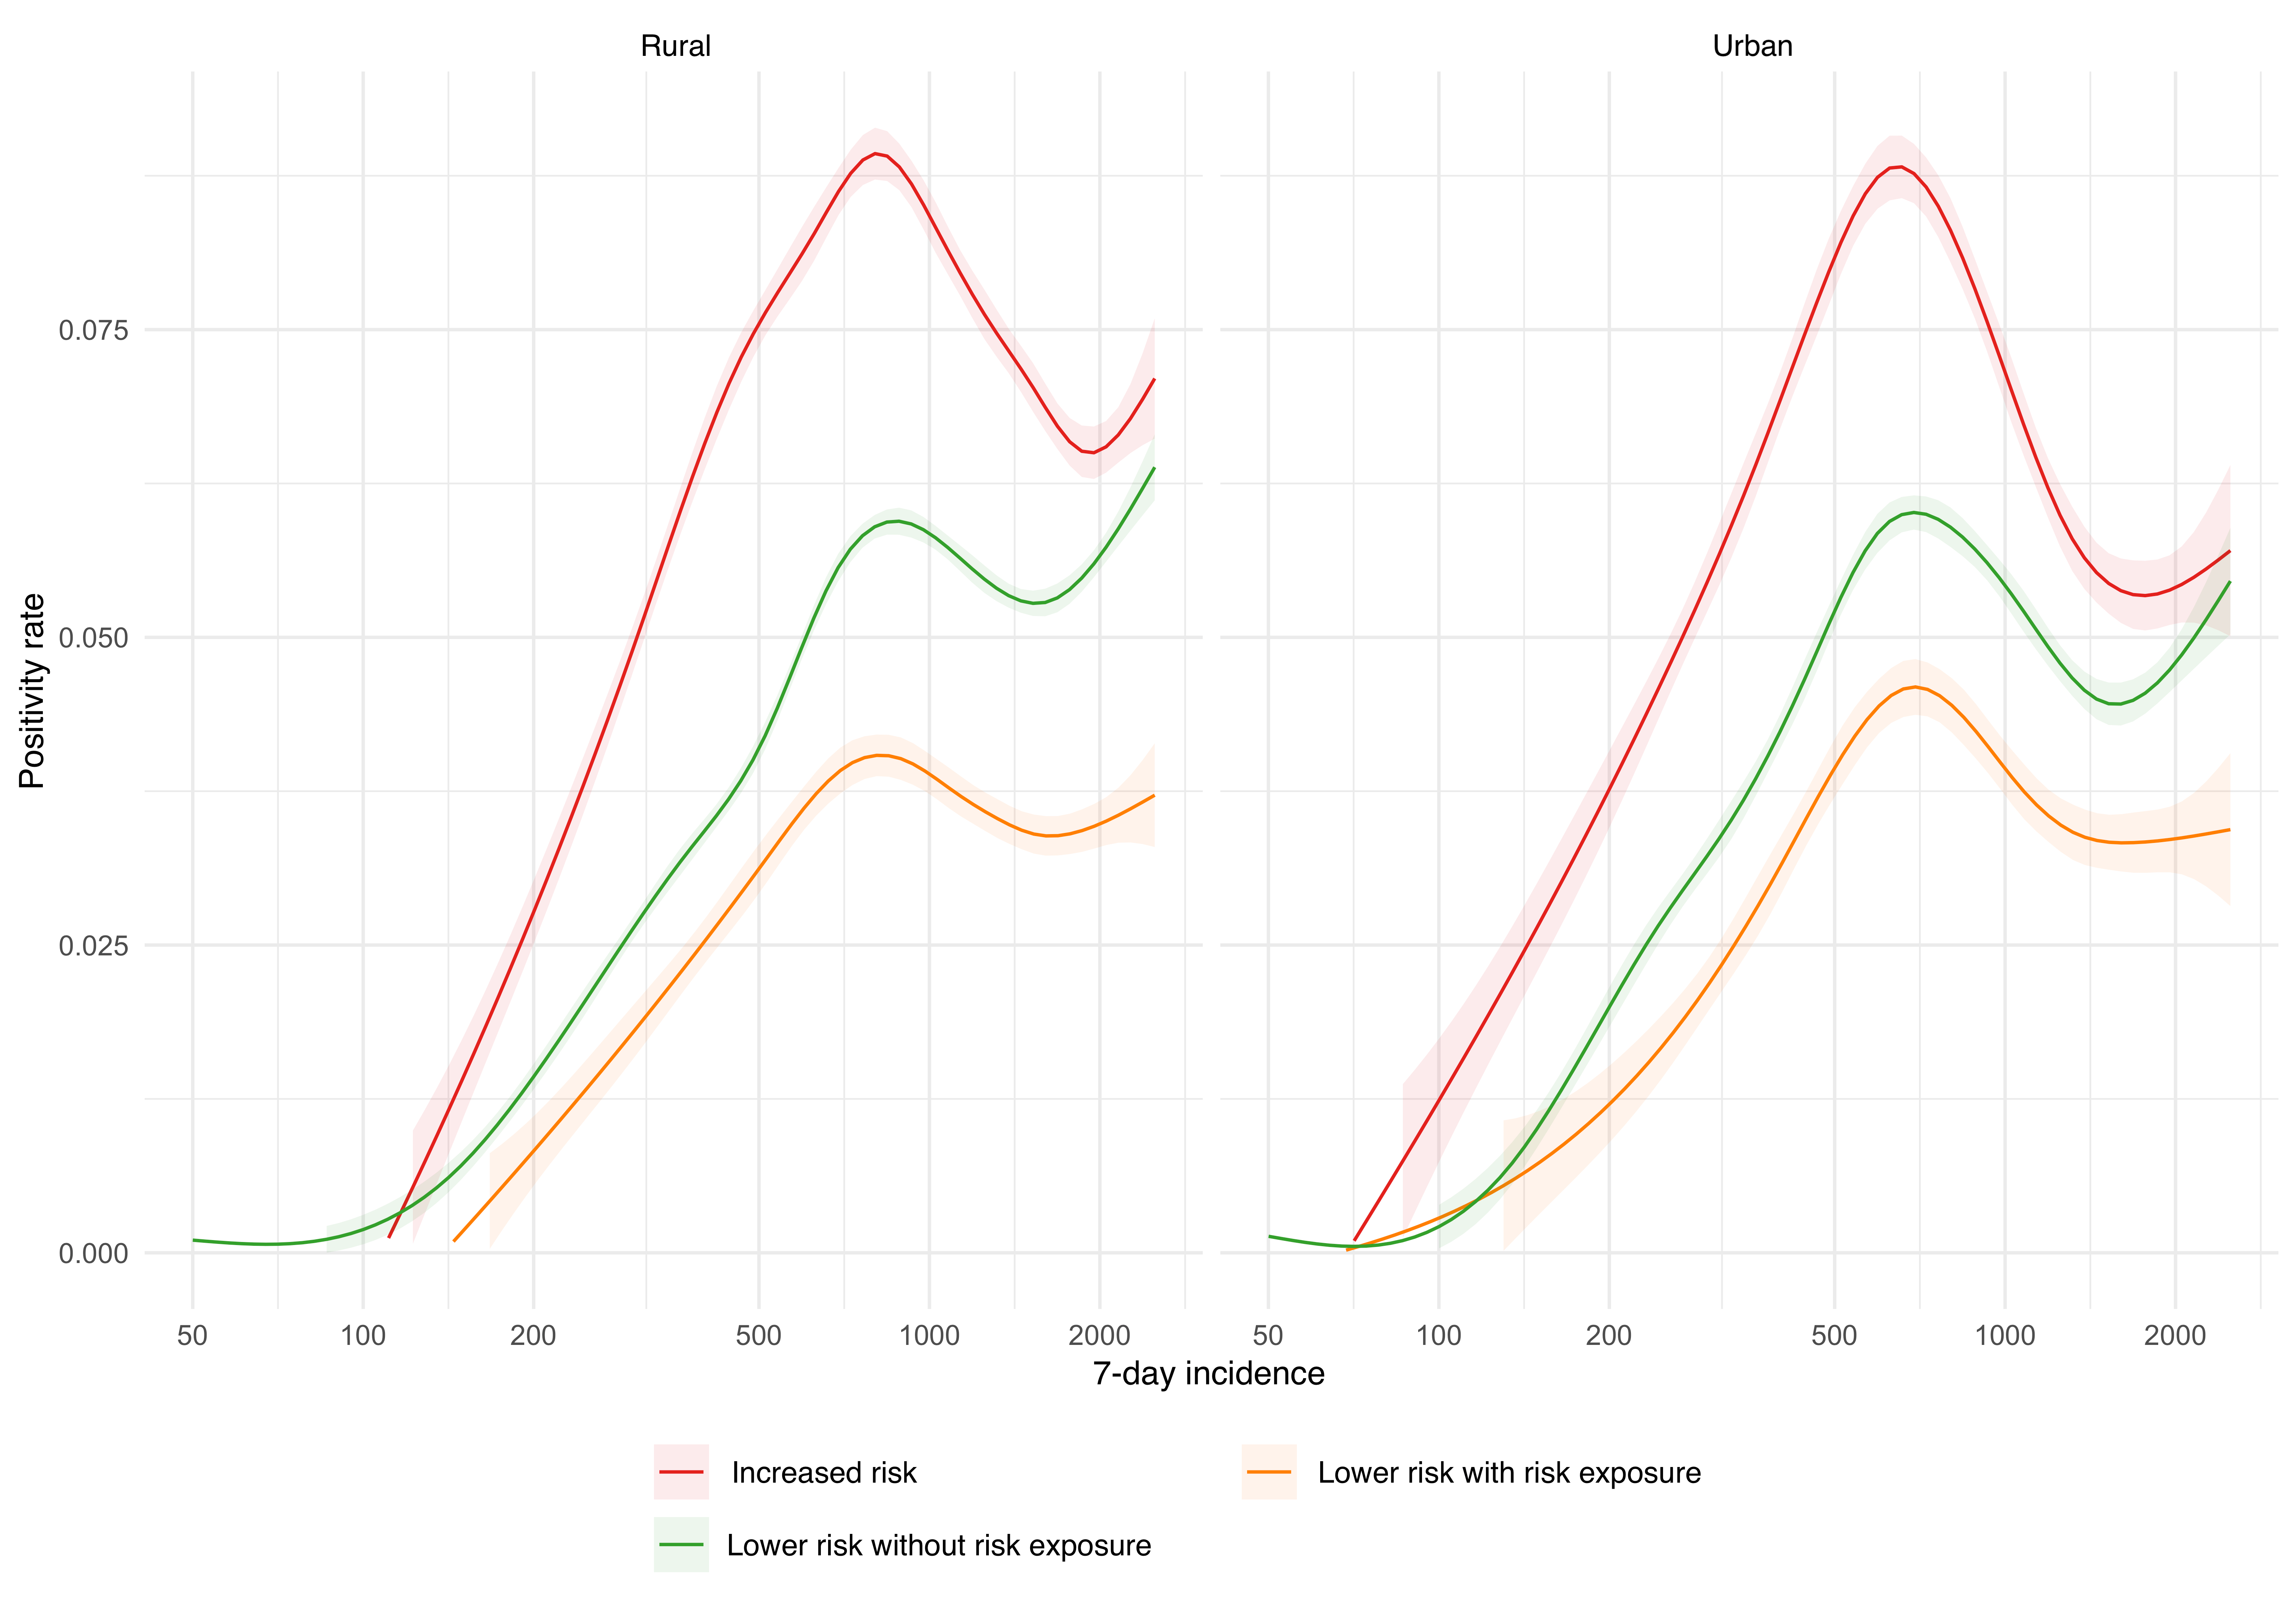 Rural Urban
0.075
0.050
0.025
0.000
Positivity rate
50 100 200 500 1000 2000 50 100 200 500 1000 2000
7-day incidence
Increased risk Lower risk with risk exposure
Lower risk without risk exposure